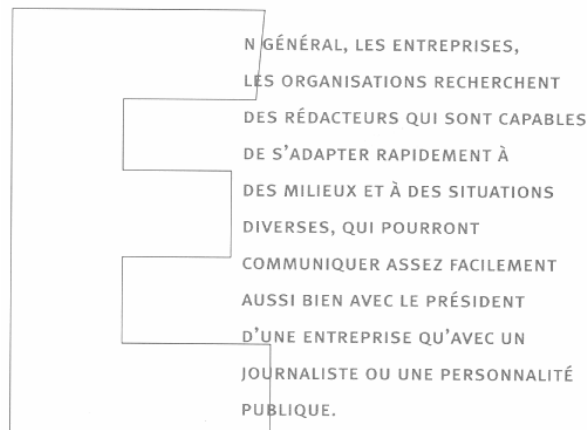 EN GÉNÉRAL, LES ENTREPRISES,
LES ORGANISATIONS RECHERCHENT
DES RÉDACTEURS QUI SONT CAPABLES
DE S'ADAPTER RAPIDEMENT À
DES MILIEUX ET À DES SITUATIONS
DIVERSES, QUI POURRONT
COMMUNIQUER ASSEZ FACILEMENT
AUSSI BIEN AVEC LE PRÉSIDENT
D'UNE ENTREPRISE QU'AVEC UN
JOURNALISTE OU UNE PERSONNALITÉ
PUBLIQUE.